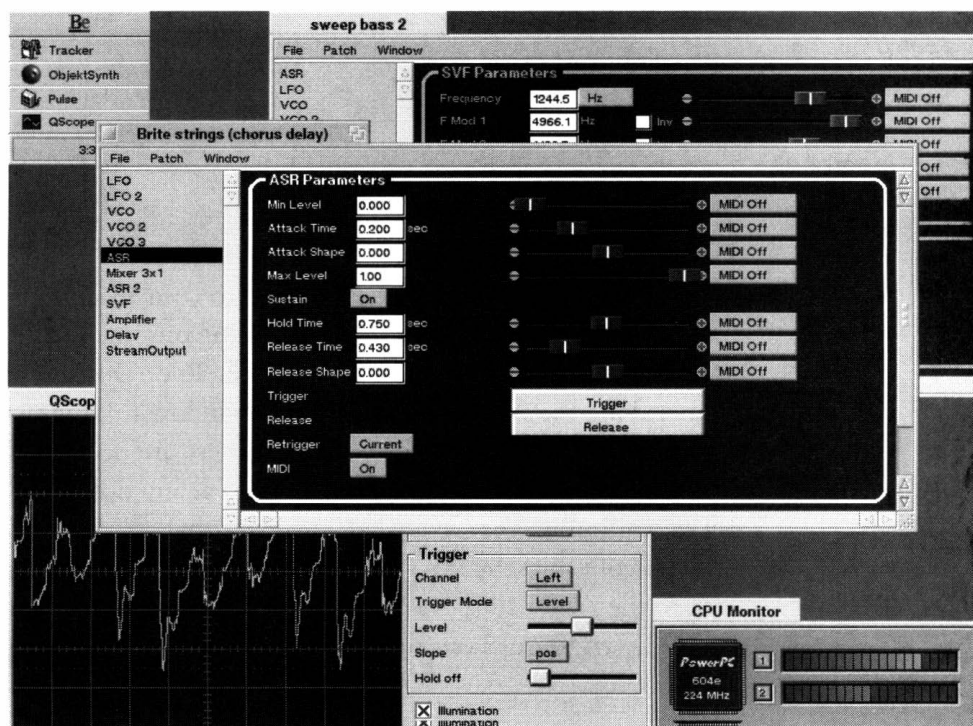 Be
Tracker
ObjektSynth
Pulse
QScope
3:3
sweep bass 2
File Patch Window
ASR
LFO
VCO
VCO 2
SVF Parameters
Frequency 1244.5 Hz MIDI Off
F Mod 1 4966.1 Hz Inv MIDI Off
Off
Off
Brite strings (chorus delay)
File Patch Window
LFO
LFO 2
VCO
VCO 2
VCO 3
ASR
Mixer 3x1
ASR 2
SVF
Amplifier
Delay
StreamOutput
ASR Parameters
Min Level 0.000 MIDI Off
Attack Time 0.200 sec MIDI Off
Attack Shape 0.000 MIDI Off
Max Level 1.00 MIDI Off
Sustain On
Hold Time 0.750 sec MIDI Off
Release Time 0.430 sec MIDI Off
Release Shape 0.000 MIDI Off
Trigger Trigger
Release Release
Retrigger Current
MIDI On
QScop
Trigger
Channel Left
Trigger Mode Level
Level
Slope pos
Hold off
Illumination
Illumination
CPU Monitor
PowerPC
604e
224 MHz
1
2